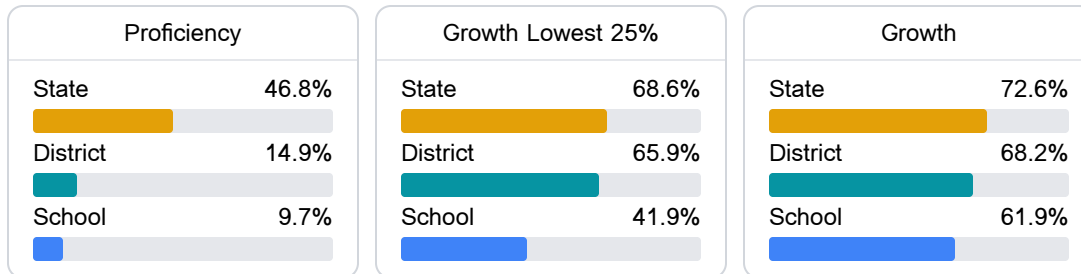 Proficiency
State 46.8%
District 14.9%
School 9.7%
Growth Lowest 25%
State 68.6%
District 65.9%
School 41.9%
Growth
State 72.6%
District 68.2%
School 61.9%